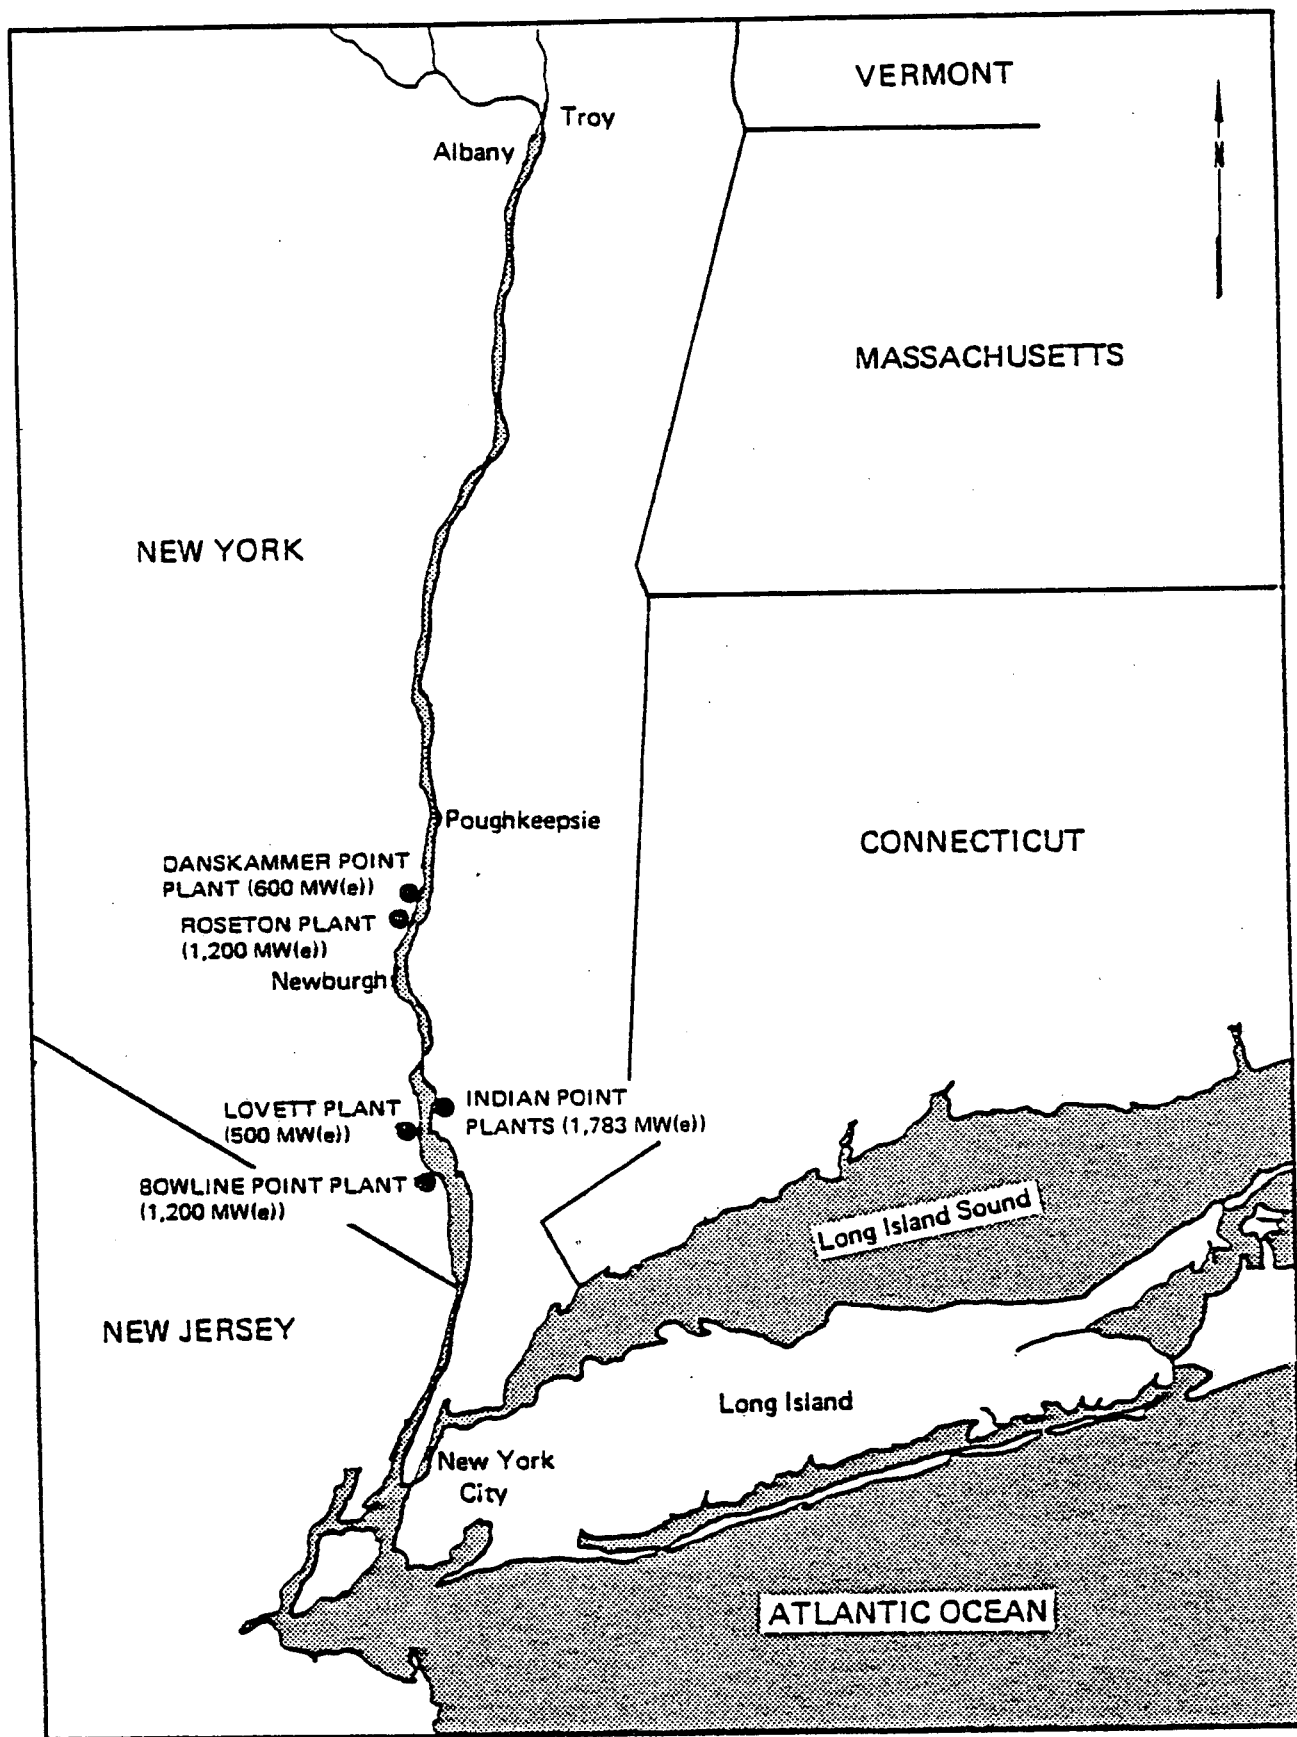 VERMONT
Troy
Albany
N
MASSACHUSETTS
NEW YORK
Poughkeepsie
CONNECTICUT
DANSKAMMER POINT
PLANT (600 MW(e))
ROSETON PLANT
(1,200 MW(e))
Newburgh
INDIAN POINT
PLANTS (1,783 MW(e))
LOVETT PLANT
(500 MW(e))
BOWLINE POINT PLANT
(1,200 MW(e))
Long Island Sound
NEW JERSEY
Long Island
New York
City
ATLANTIC OCEAN